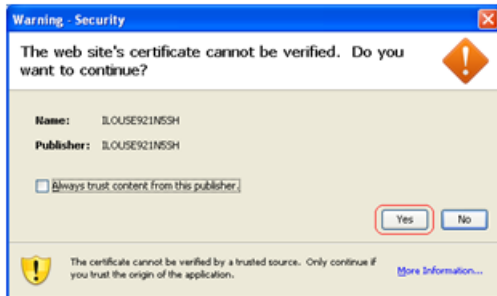 Warning - Security
The web site's certificate cannot be verified. Do you
want to continue?
Name: ILOUSE921N5SH
Publisher: ILOUSE921N5SH
Always trust content from this publisher.
Yes No
The certificate cannot be verified by a trusted source. Only continue if
you trust the origin of the application.
More Information...